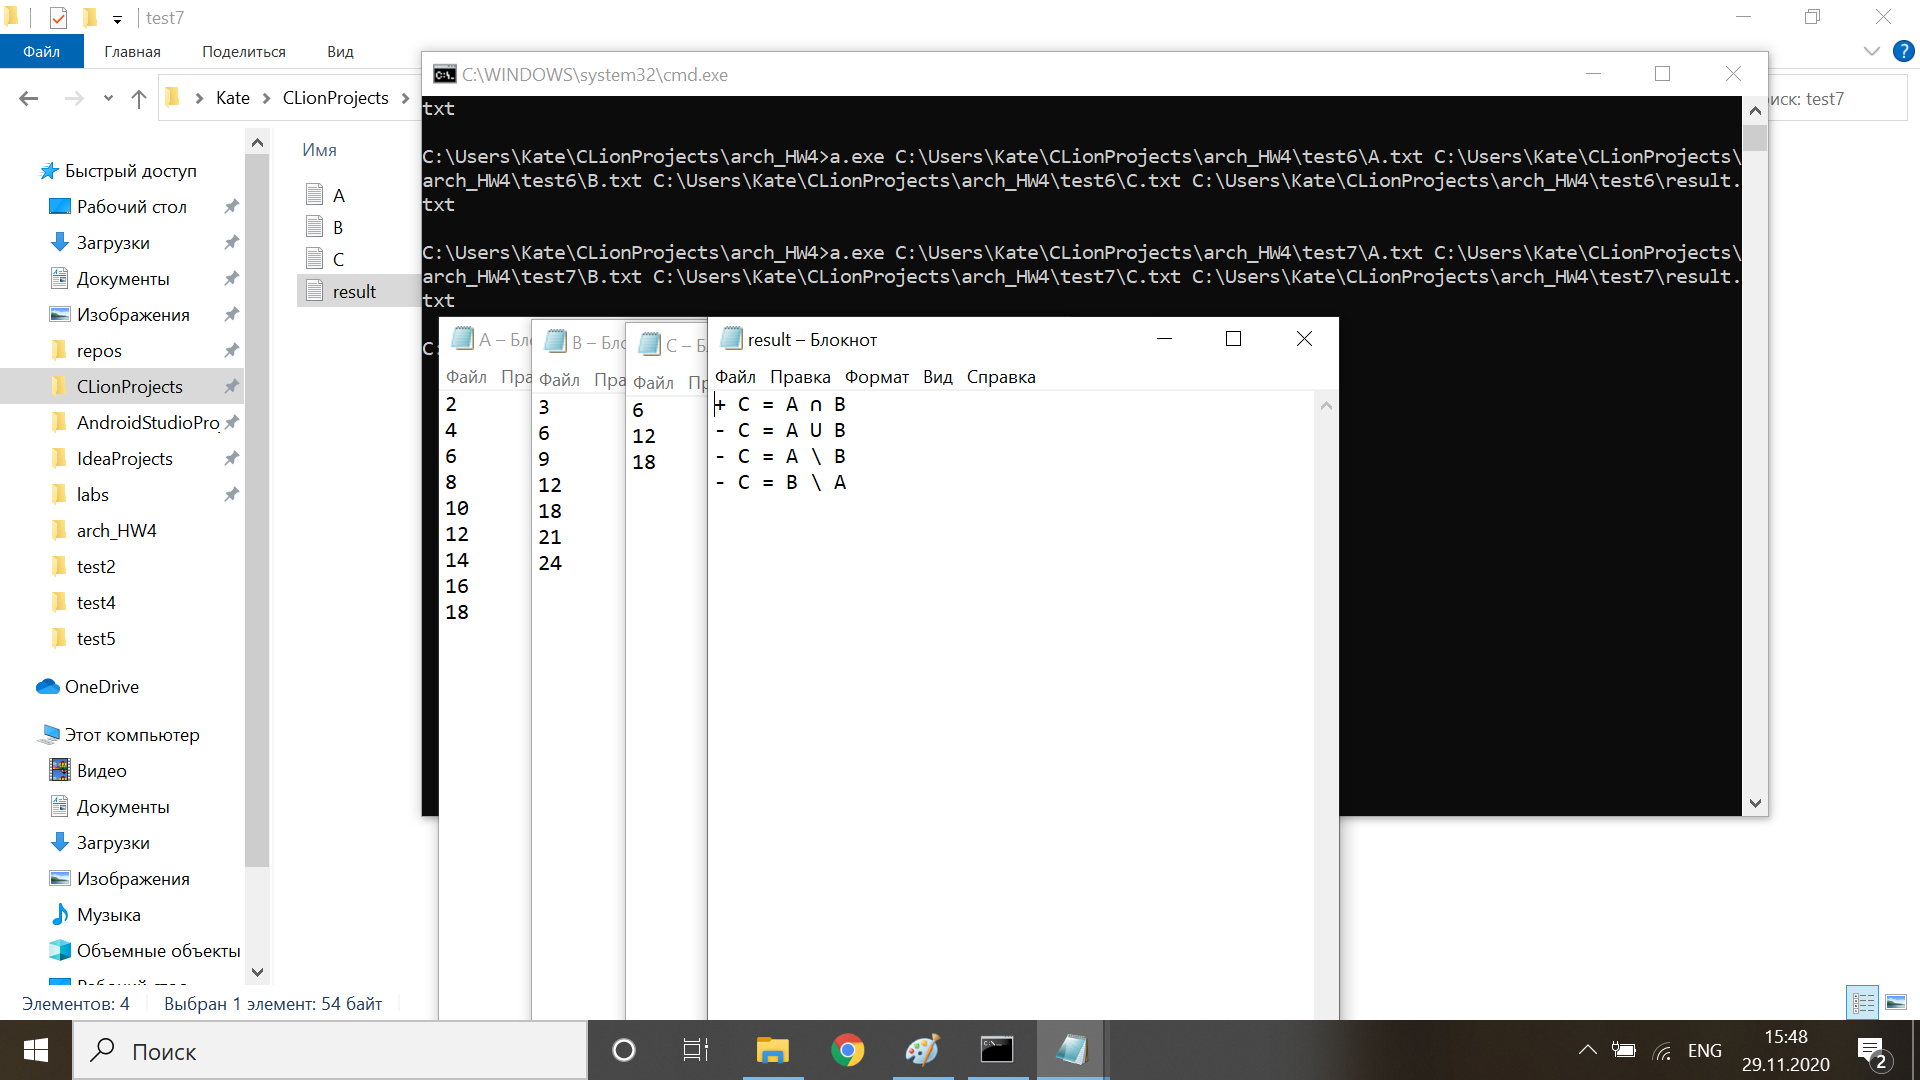 test7
Файл Главная Поделиться Вид
Kate CLionProjects
иск: test7
Быстрый доступ
Рабочий стол
Загрузки
Документы
Изображения
repos
CLionProjects
AndroidStudioPro
IdeaProjects
labs
arch_HW4
test2
test4
test5
OneDrive
Этот компьютер
Видео
Документы
Загрузки
Изображения
Музыка
Объемные объекты
Рабочий стол
Имя
A
B
C
result
Элементов: 4 Выбран 1 элемент: 54 байт
C:\WINDOWS\system32\cmd.exe
txt
C:\Users\Kate\CLionProjects\arch_HW4>a.exe C:\Users\Kate\CLionProjects\arch_HW4\test6\A.txt C:\Users\Kate\CLionProjects\
arch_HW4\test6\B.txt C:\Users\Kate\CLionProjects\arch_HW4\test6\C.txt C:\Users\Kate\CLionProjects\arch_HW4\test6\result.
txt
C:\Users\Kate\CLionProjects\arch_HW4>a.exe C:\Users\Kate\CLionProjects\arch_HW4\test7\A.txt C:\Users\Kate\CLionProjects\
arch_HW4\test7\B.txt C:\Users\Kate\CLionProjects\arch_HW4\test7\C.txt C:\Users\Kate\CLionProjects\arch_HW4\test7\result.
txt
C:
A – Бл
Файл Пра
2
4
6
8
10
12
14
16
18
B – Бл
Файл Пра
3
6
9
12
18
21
24
C – Б
Файл Пр
6
12
18
result – Блокнот
Файл Правка Формат Вид Справка
+ C = A ∩ B
- C = A U B
- C = A \ B
- C = B \ A
Поиск
ENG
15:48
29.11.2020
2